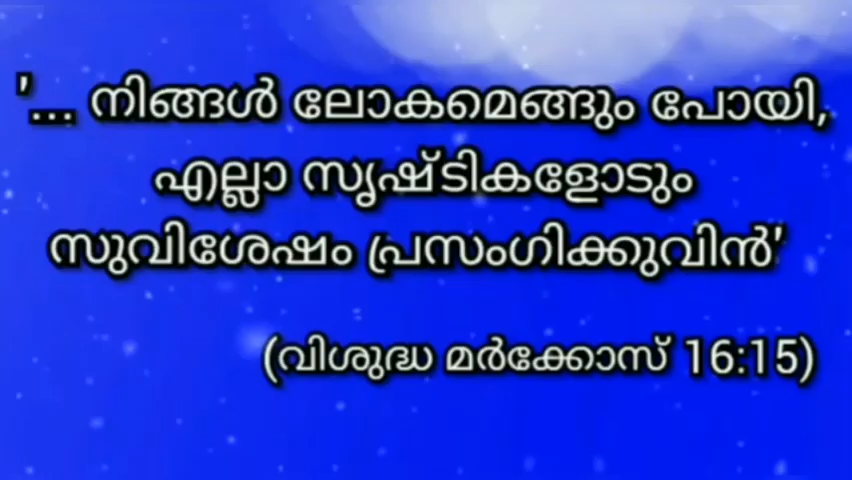 '... നിങ്ങൾ ലോകമെങ്ങും പോയി,
എല്ലാ സൃഷ്ടികളോടും
സുവിശേഷം പ്രസംഗിക്കുവിൻ'
(വിശുദ്ധ മർക്കോസ് 16:15)